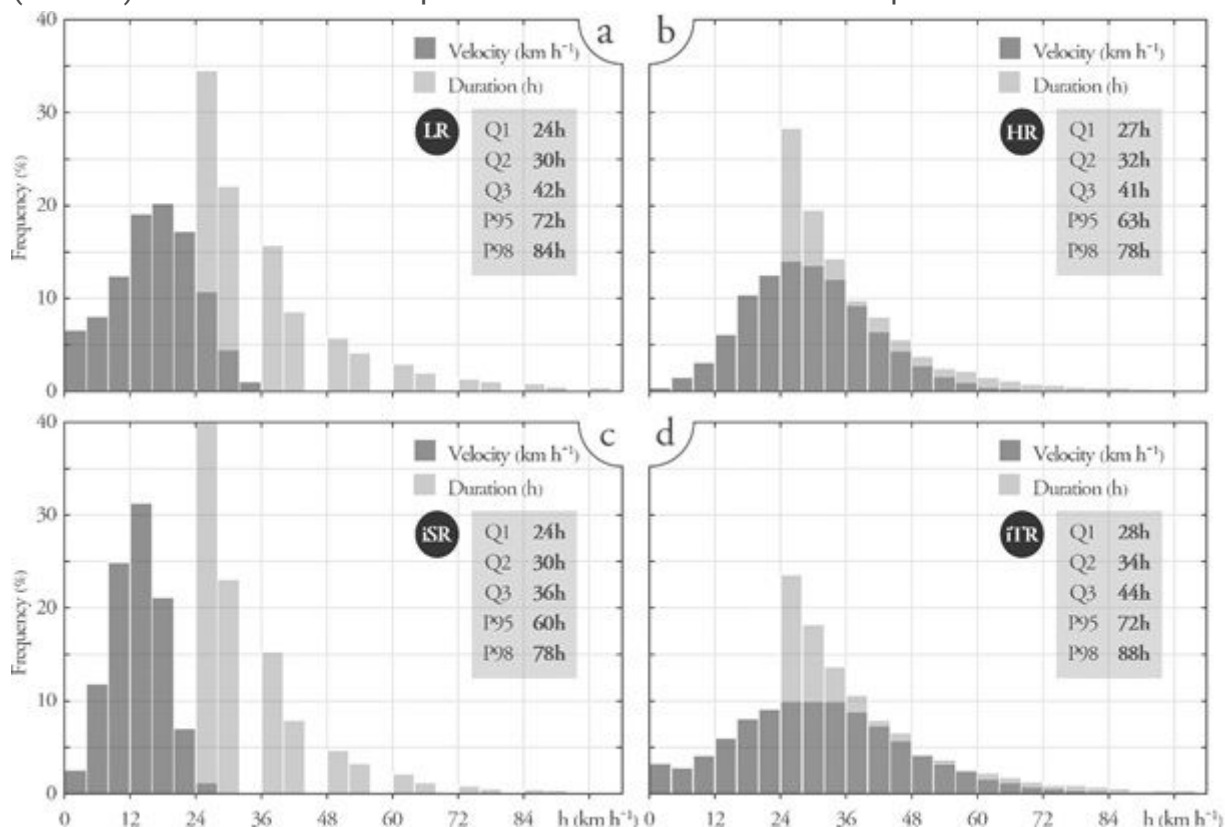 40
30
20
10
0
Frequency (%)
a
Velocity (km h⁻¹)
Duration (h)
LR
Q1 24h
Q2 30h
Q3 42h
P95 72h
P98 84h
b
Velocity (km h⁻¹)
Duration (h)
HR
Q1 27h
Q2 32h
Q3 41h
P95 63h
P98 78h
40
30
20
10
0
Frequency (%)
c
Velocity (km h⁻¹)
Duration (h)
iSR
Q1 24h
Q2 30h
Q3 36h
P95 60h
P98 78h
0 12 24 36 48 60 72 84 h (km h⁻¹)
d
Velocity (km h⁻¹)
Duration (h)
iTR
Q1 28h
Q2 34h
Q3 44h
P95 72h
P98 88h
0 12 24 36 48 60 72 84 h (km h⁻¹)